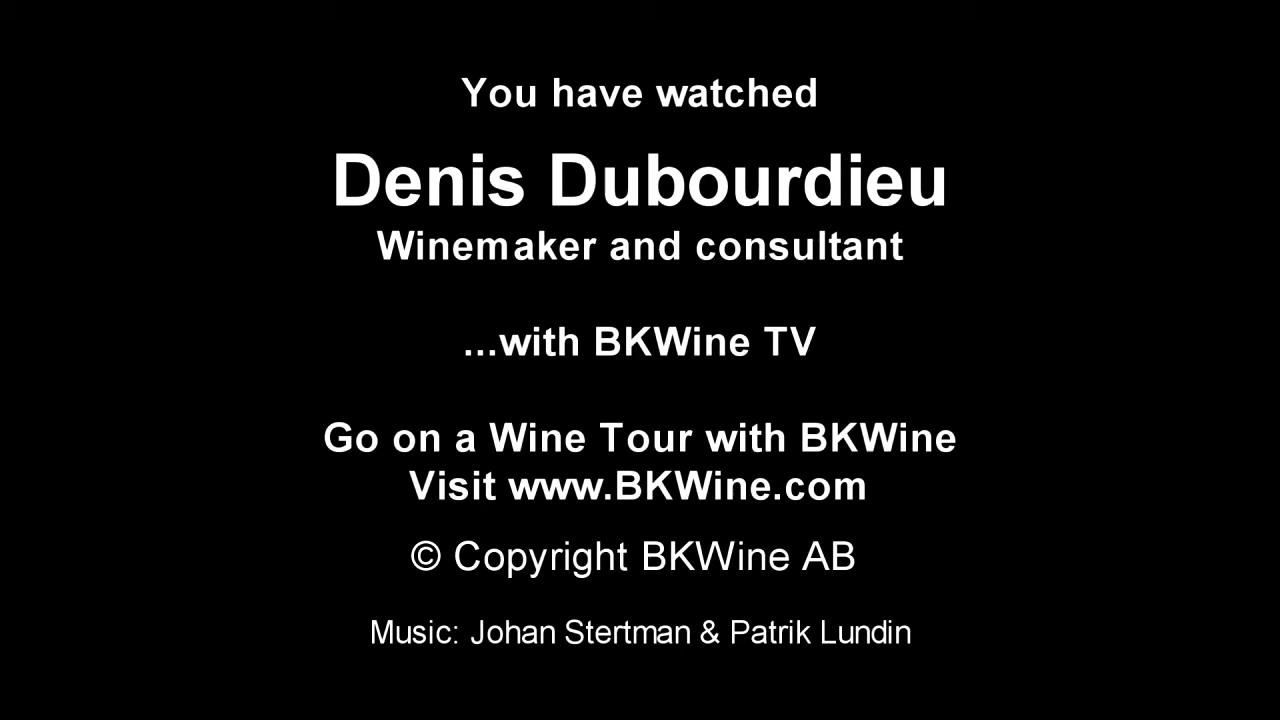 You have watched
Denis Dubourdieu
Winemaker and consultant
...with BKWine TV
Go on a Wine Tour with BKWine
Visit www.BKWine.com
© Copyright BKWine AB
Music: Johan Stertman & Patrik Lundin